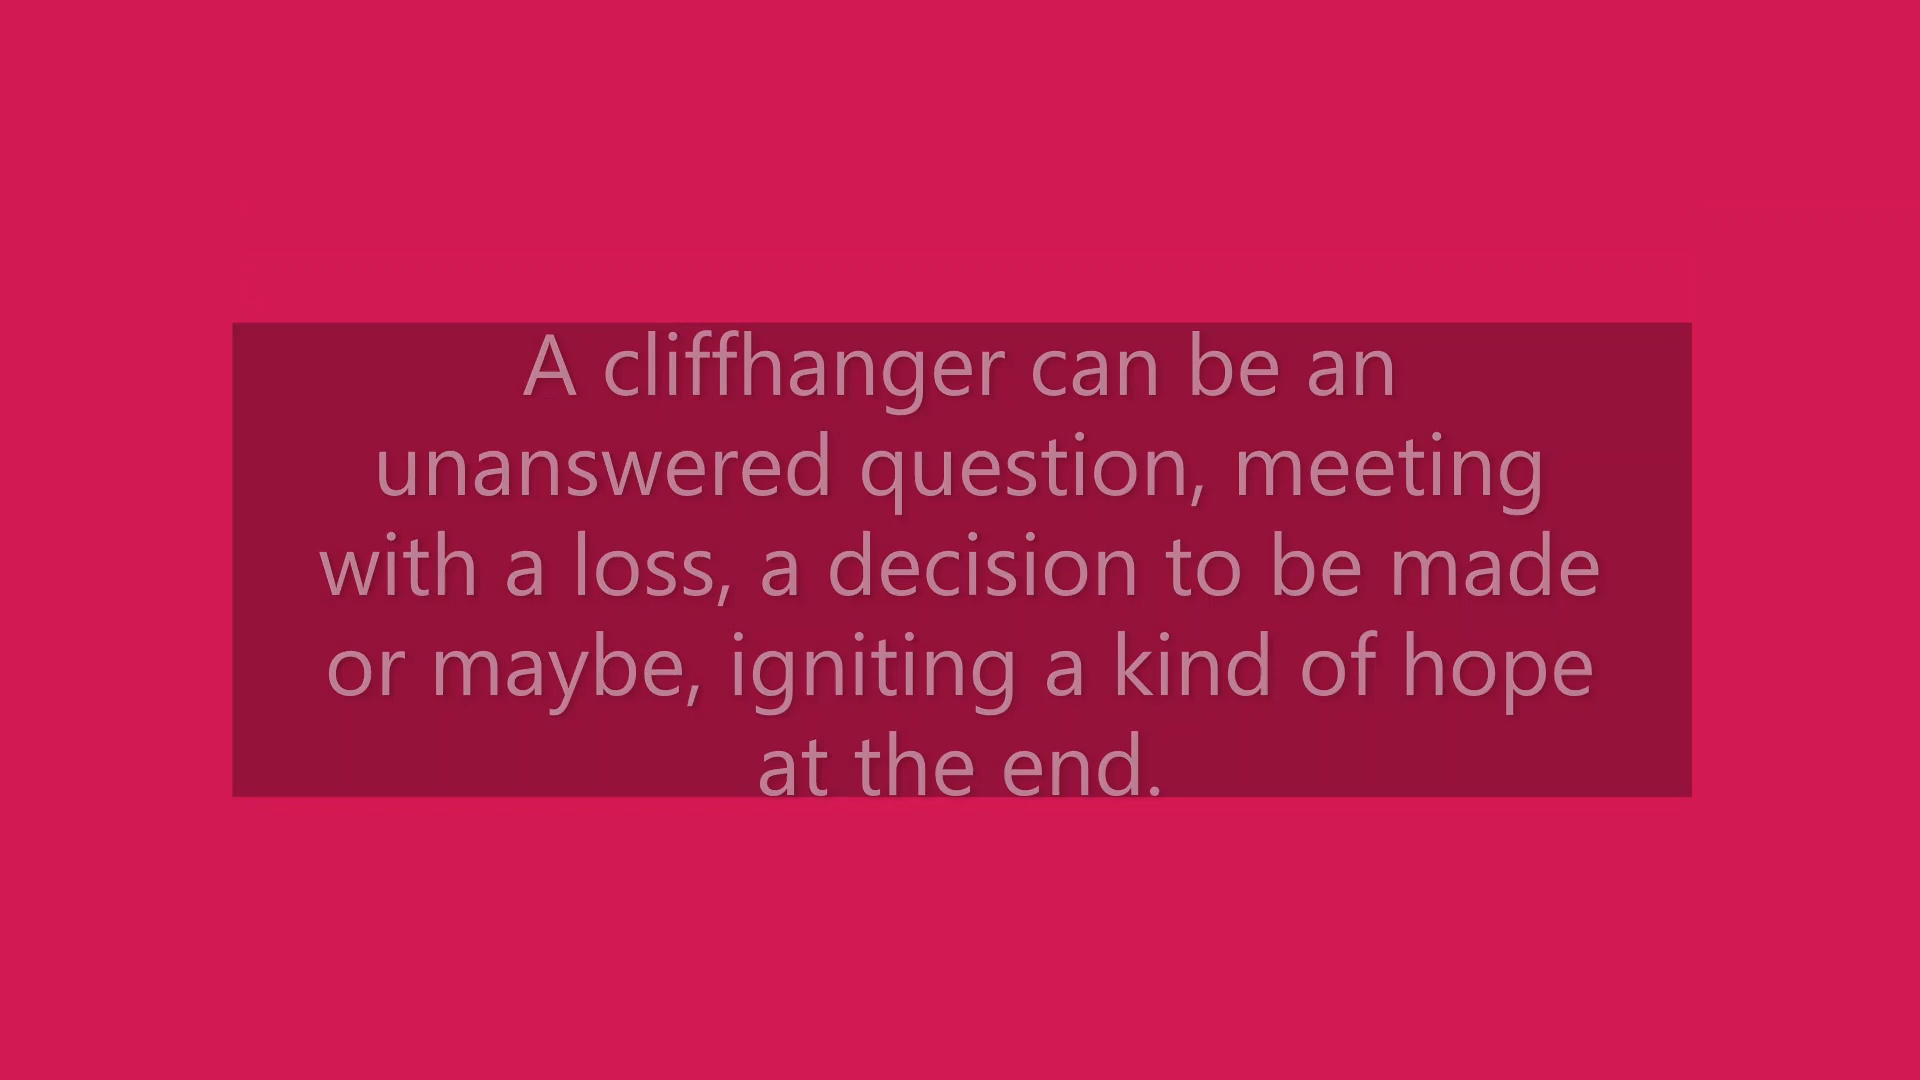 A cliffhanger can be an
unanswered question, meeting
with a loss, a decision to be made
or maybe, igniting a kind of hope
at the end.